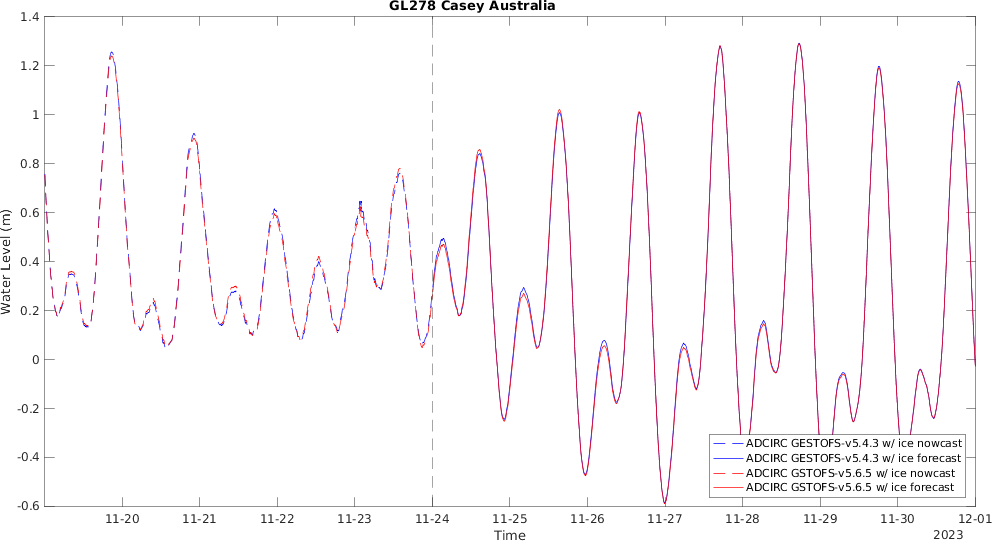 GL278 Casey Australia
1.4
1.2
1
0.8
0.6
0.4
0.2
0
-0.2
-0.4
-0.6
Water Level (m)
ADCIRC GESTOFS-v5.4.3 w/ ice nowcast
ADCIRC GESTOFS-v5.4.3 w/ ice forecast
ADCIRC GSTOFS-v5.6.5 w/ ice nowcast
ADCIRC GSTOFS-v5.6.5 w/ ice forecast
11-20 11-21 11-22 11-23 11-24 11-25 11-26 11-27 11-28 11-29 11-30 12-01
Time
2023